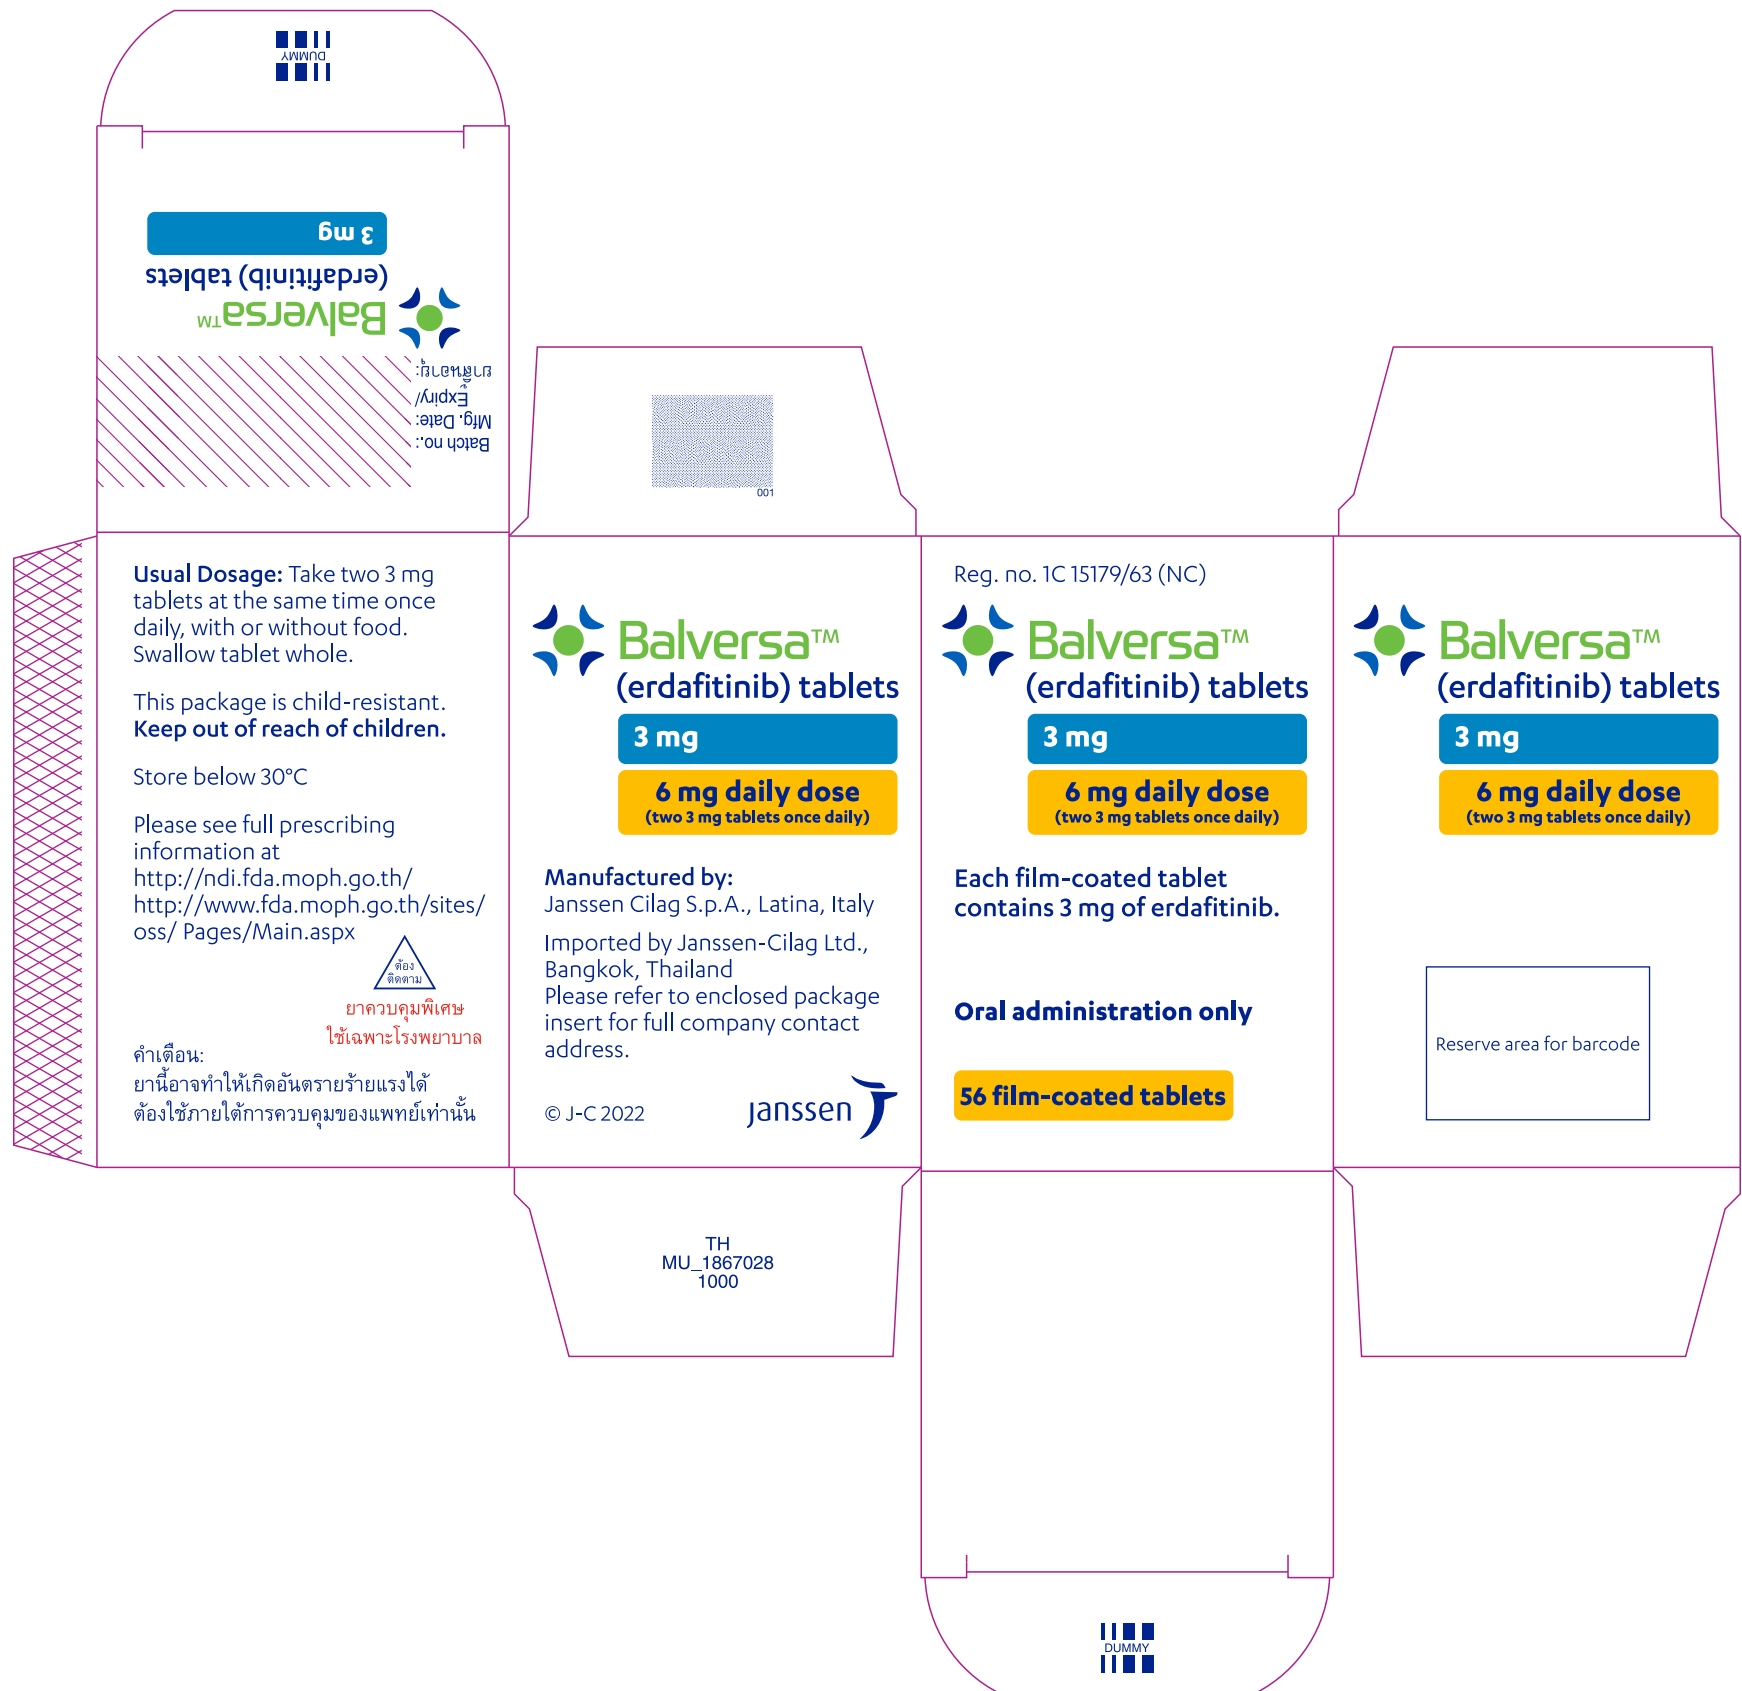 DUMMY
3 mg
(erdafitinib) tablets
Balversa™
ยาสิ้นอายุ:
Expiry/
Mfg. Date:
Batch no.:
001
Usual Dosage: Take two 3 mg
tablets at the same time once
daily, with or without food.
Swallow tablet whole.
This package is child-resistant.
Keep out of reach of children.
Store below 30°C
Please see full prescribing
information at
http://ndi.fda.moph.go.th/
http://www.fda.moph.go.th/sites/
oss/ Pages/Main.aspx
ต้อง
ติดตาม
ยาควบคุมพิเศษ
ใช้เฉพาะโรงพยาบาล
คำเตือน:
ยานี้อาจทำให้เกิดอันตรายร้ายแรงได้
ต้องใช้ภายใต้การควบคุมของแพทย์เท่านั้น
Balversa™
(erdafitinib) tablets
3 mg
6 mg daily dose
(two 3 mg tablets once daily)
Manufactured by:
Janssen Cilag S.p.A., Latina, Italy
Imported by Janssen-Cilag Ltd.,
Bangkok, Thailand
Please refer to enclosed package
insert for full company contact
address.
© J-C 2022
janssen
TH
MU_1867028
1000
Reg. no. 1C 15179/63 (NC)
Balversa™
(erdafitinib) tablets
3 mg
6 mg daily dose
(two 3 mg tablets once daily)
Each film-coated tablet
contains 3 mg of erdafitinib.
Oral administration only
56 film-coated tablets
DUMMY
Balversa™
(erdafitinib) tablets
3 mg
6 mg daily dose
(two 3 mg tablets once daily)
Reserve area for barcode